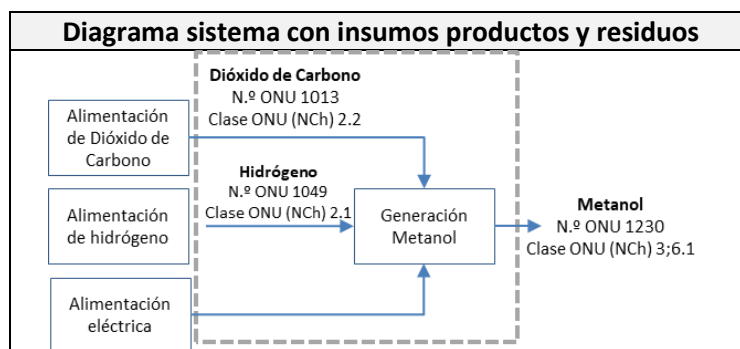 Diagrama sistema con insumos productos y residuos
Dióxido de Carbono
N.º ONU 1013
Clase ONU (NCh) 2.2
Alimentación
de Dióxido de
Carbono
Hidrógeno
N.º ONU 1049
Clase ONU (NCh) 2.1
Alimentación
de hidrógeno
Generación
Metanol
Metanol
N.º ONU 1230
Clase ONU (NCh) 3;6.1
Alimentación
eléctrica